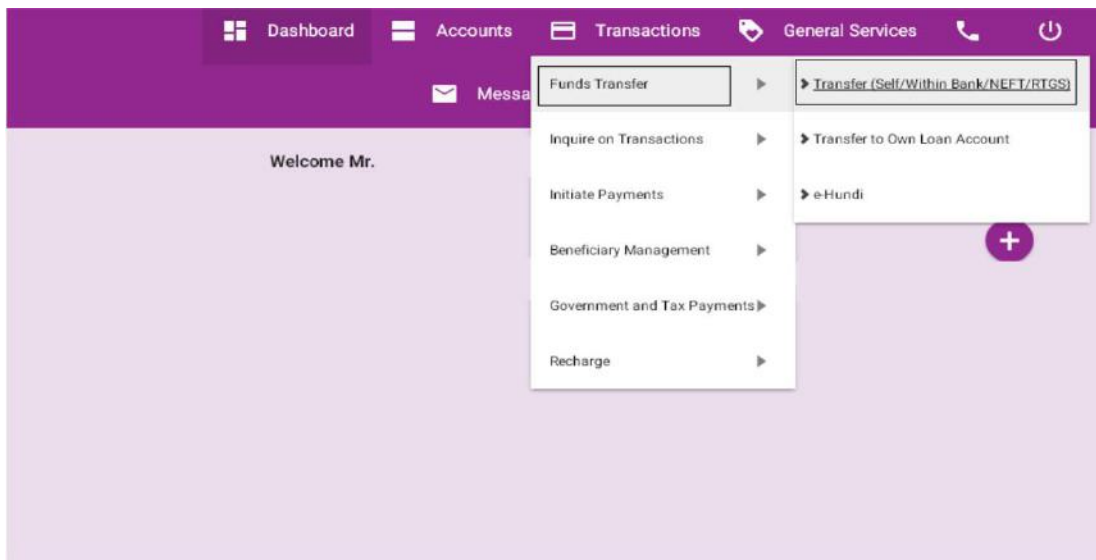 Dashboard Accounts Transactions General Services
Messa
Funds Transfer
Inquire on Transactions
Initiate Payments
Beneficiary Management
Government and Tax Payments
Recharge
Transfer (Self/Within Bank/NEFT/RTGS)
Transfer to Own Loan Account
e-Hundi
Welcome Mr.